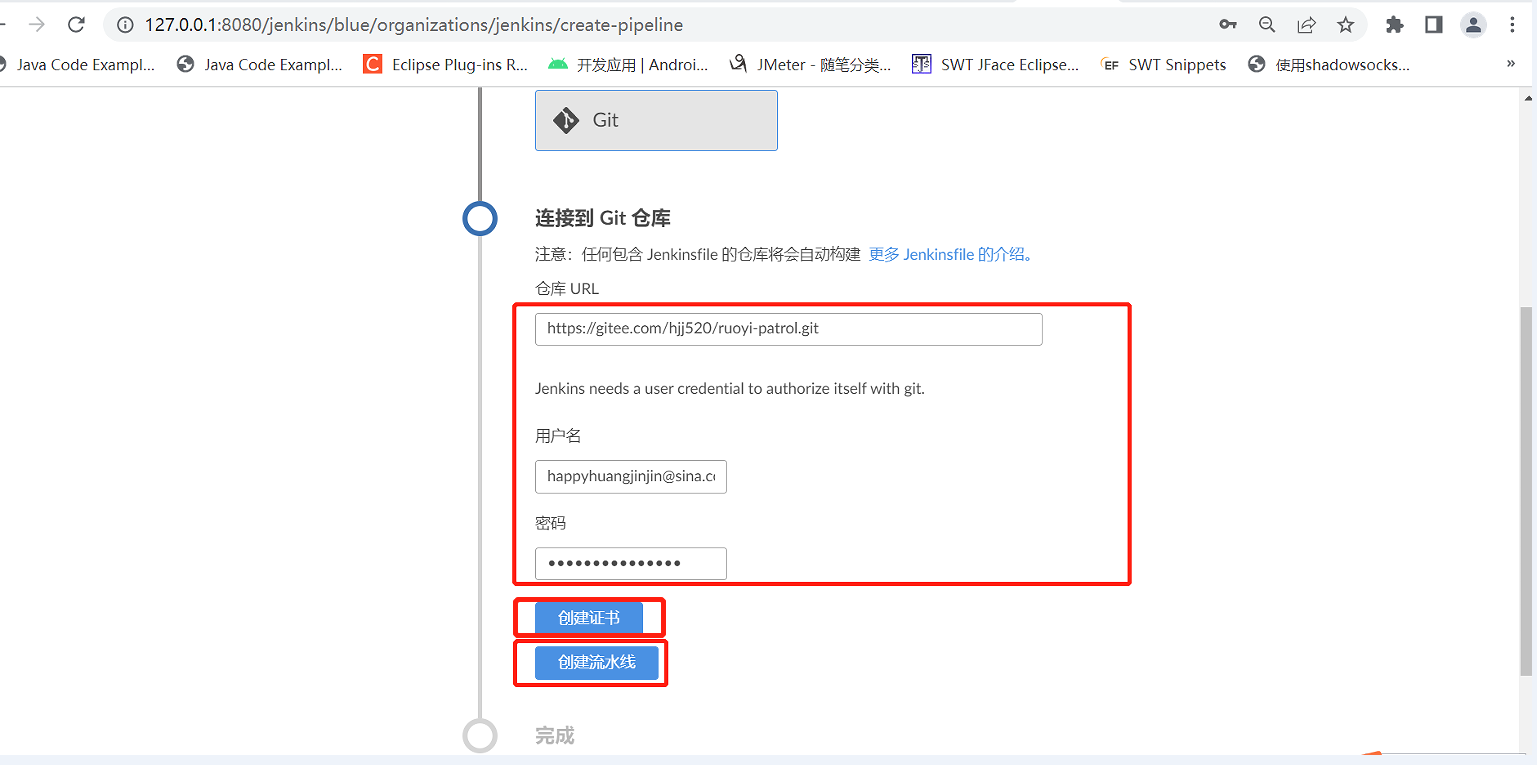 127.0.0.1:8080/jenkins/blue/organizations/jenkins/create-pipeline
Java Code Exampl... Java Code Exampl... C Eclipse Plug-ins R... 开发应用 | Androi... JMeter - 随笔分类... SWT JFace Eclipse... EF SWT Snippets 使用shadowsocks... »
Git
连接到 Git 仓库
注意：任何包含 Jenkinsfile 的仓库将会自动构建 更多 Jenkinsfile 的介绍。
仓库 URL
https://gitee.com/hjj520/ruoyi-patrol.git
Jenkins needs a user credential to authorize itself with git.
用户名
happyhuangjinjin@sina.co
密码
•••••••••••••••
创建证书
创建流水线
完成